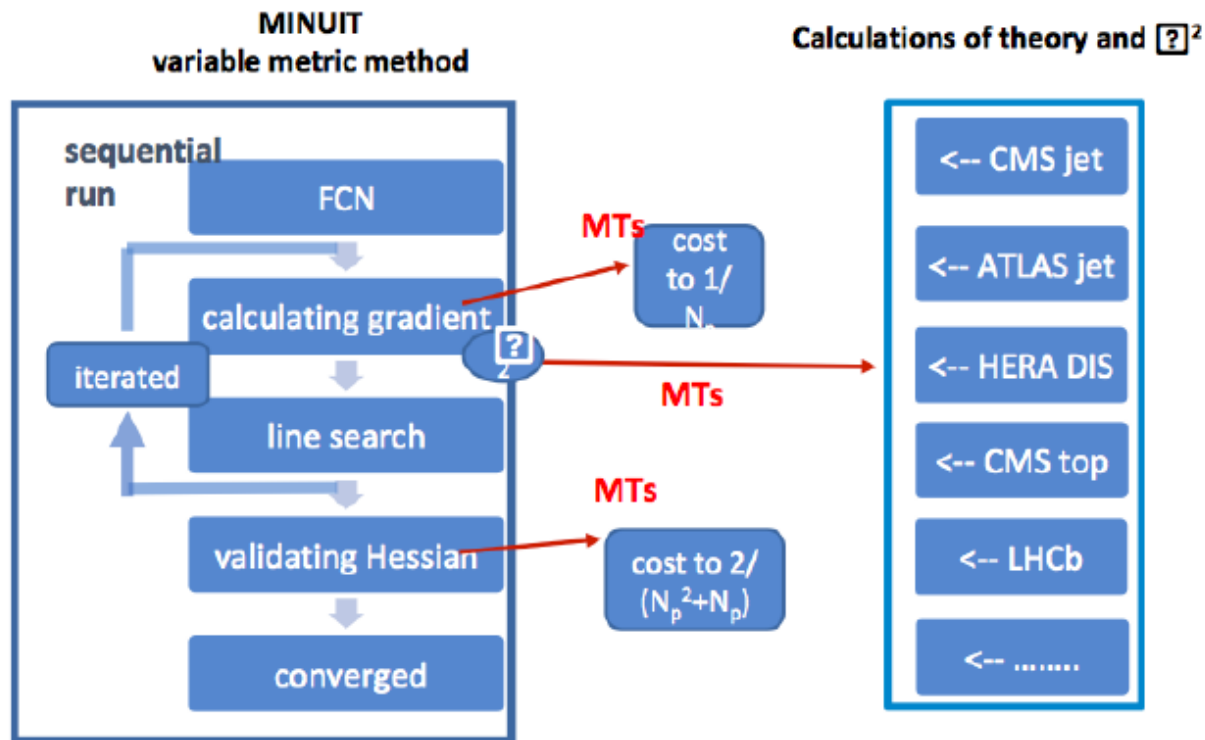 MINUIT
variable metric method
Calculations of theory and ?²
sequential
run
FCN
calculating gradient
iterated
line search
validating Hessian
converged
?
2
MTs
cost
to 1/
MTs
MTs
cost to 2/
(Nₚ²+Nₚ)
<-- CMS jet
<-- ATLAS jet
<-- HERA DIS
<-- CMS top
<-- LHCb
<-- ........